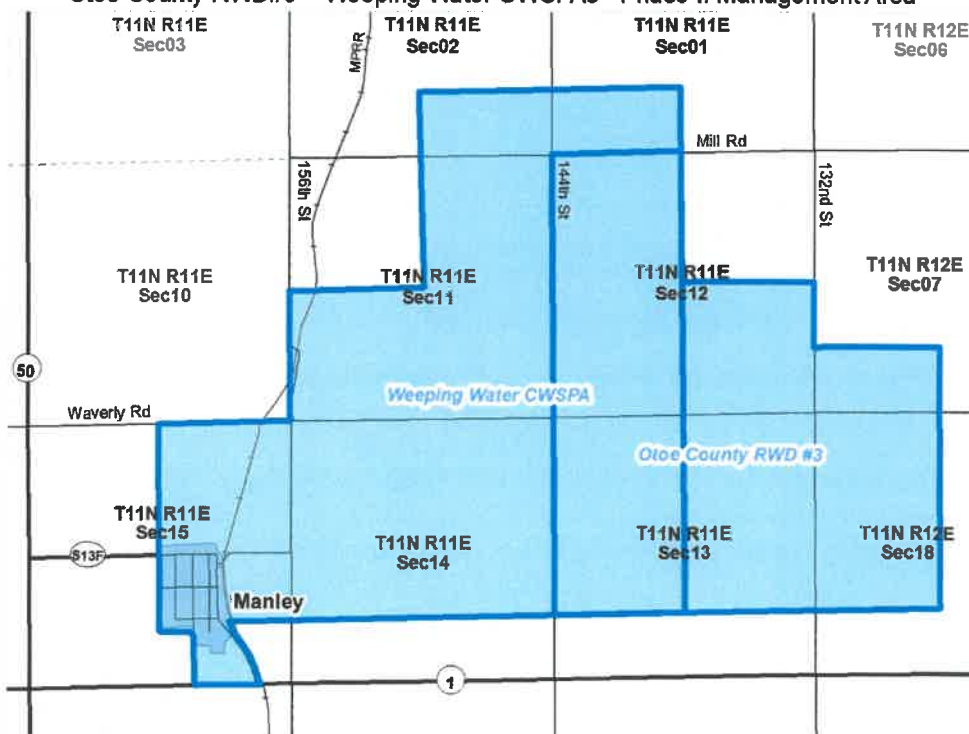 T11N R11E
Sec03
T11N R11E
Sec02
T11N R11E
Sec01
T11N R12E
Sec06
MPRR
Mill Rd
156th St
144th St
132nd St
T11N R11E
Sec10
T11N R11E
Sec11
T11N R11E
Sec12
T11N R12E
Sec07
50
Weeping Water CWSPA
Waverly Rd
Otoe County RWD #3
T11N R11E
Sec15
T11N R11E
Sec14
T11N R11E
Sec13
T11N R12E
Sec18
S13F
Manley
1